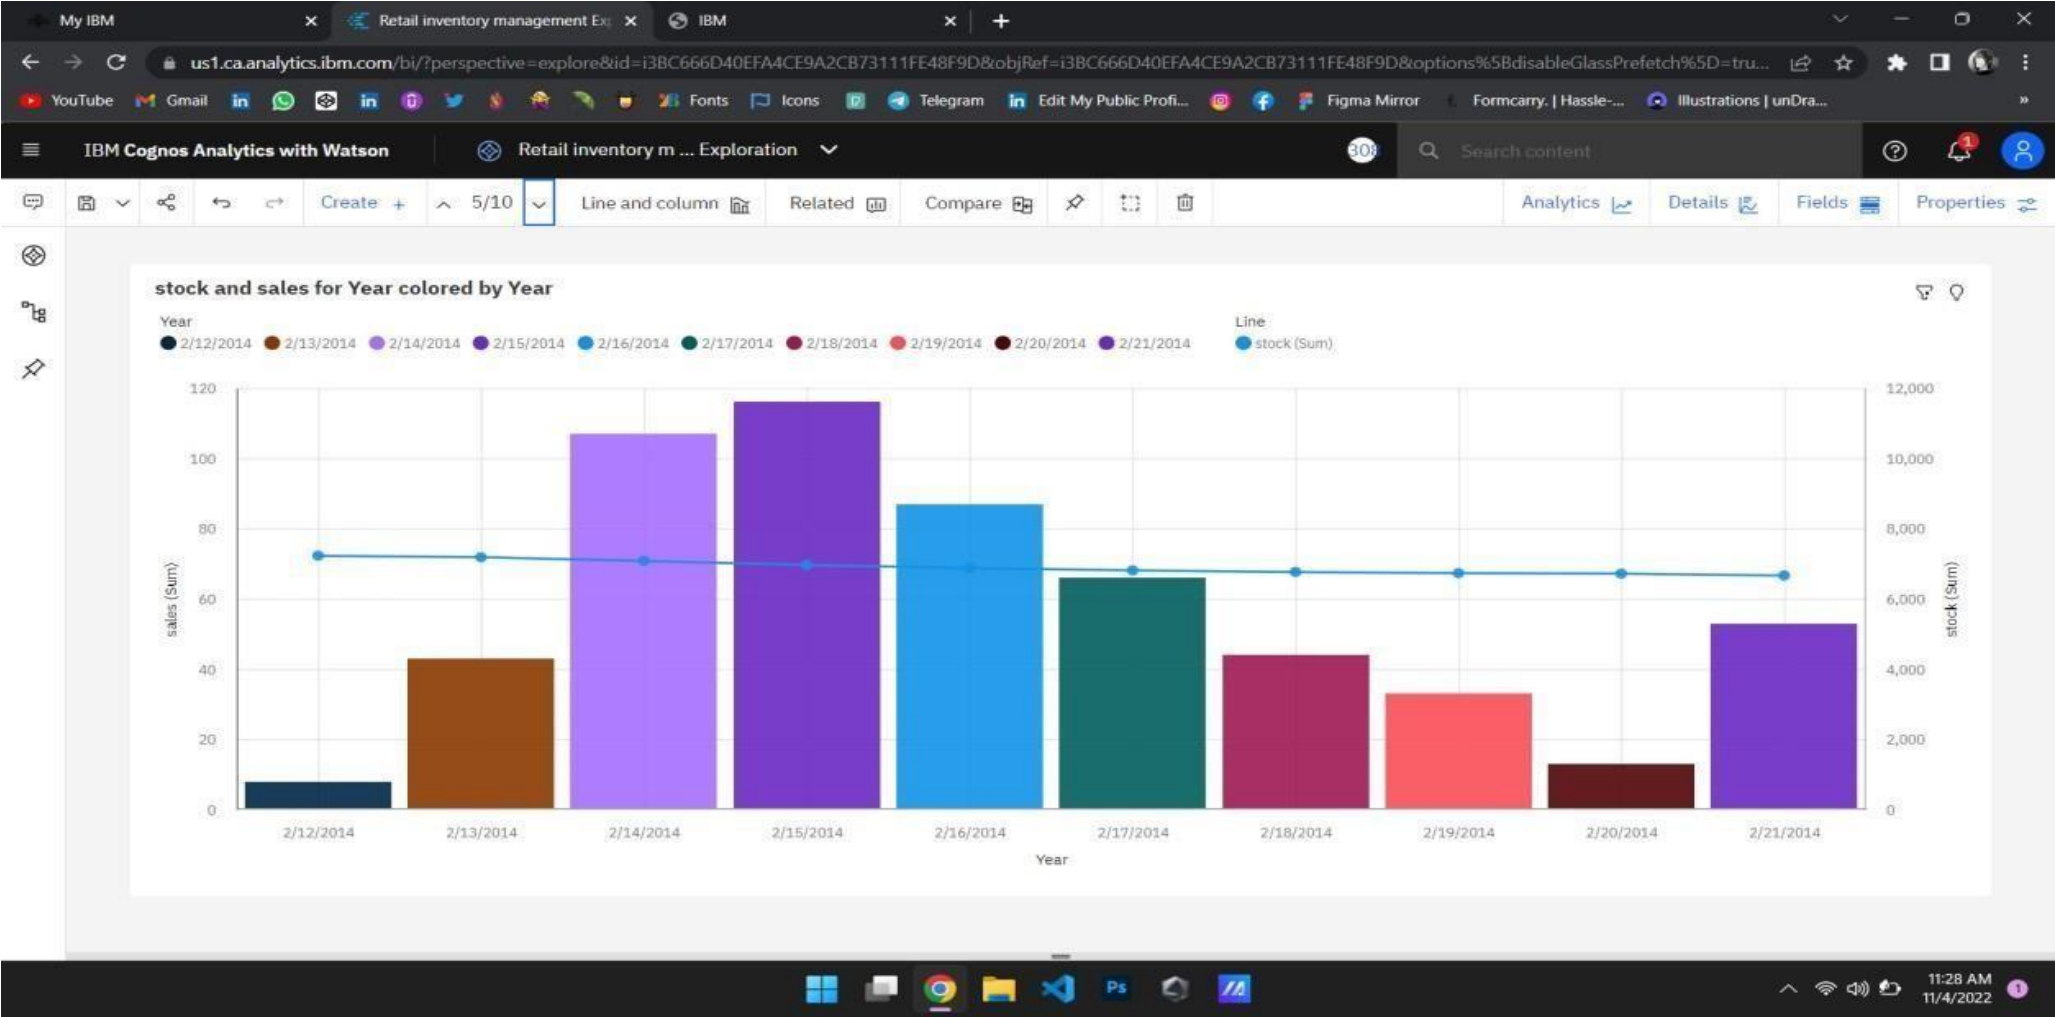 My IBM
Retail inventory management Ex
IBM
us1.ca.analytics.ibm.com/bi/?perspective=explore&id=i3BC666D40EFA4CE9A2CB73111FE48F9D&objRef=i3BC666D40EFA4CE9A2CB73111FE48F9D&options%5BdisableGlassPrefetch%5D=tru...
YouTube Gmail Fonts Icons Telegram Edit My Public Profi... Figma Mirror Formcarry. | Hassle-... Illustrations | unDra...
IBM Cognos Analytics with Watson
Retail inventory m ... Exploration
308
Search content
1
Create + 5/10 Line and column Related Compare Analytics Details Fields Properties
stock and sales for Year colored by Year
Year
2/12/2014 2/13/2014 2/14/2014 2/15/2014 2/16/2014 2/17/2014 2/18/2014 2/19/2014 2/20/2014 2/21/2014
Line
stock (Sum)
120
100
80
60
40
20
0
sales (Sum)
12,000
10,000
8,000
6,000
4,000
2,000
0
stock (Sum)
2/12/2014 2/13/2014 2/14/2014 2/15/2014 2/16/2014 2/17/2014 2/18/2014 2/19/2014 2/20/2014 2/21/2014
Year
Ps
11:28 AM
11/4/2022
1